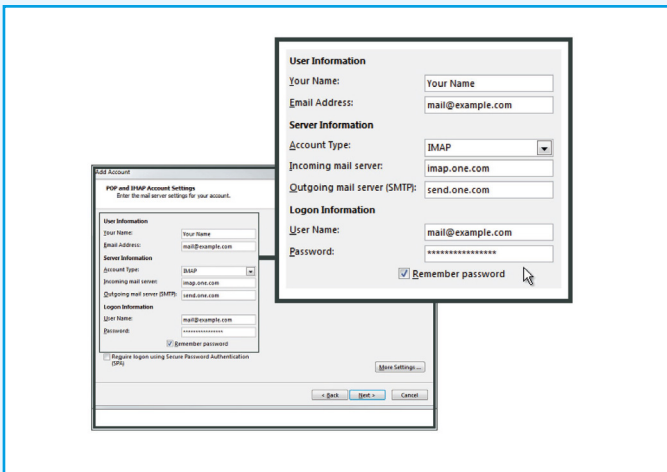 User Information
Your Name: Your Name
Email Address: mail@example.com
Server Information
Account Type: IMAP
Incoming mail server: imap.one.com
Outgoing mail server (SMTP): send.one.com
Logon Information
User Name: mail@example.com
Password: ****************
Remember password
Add Account
POP and IMAP Account Settings
Enter the mail server settings for your account.
User Information
Your Name: Your Name
Email Address: mail@example.com
Server Information
Account Type: IMAP
Incoming mail server: imap.one.com
Outgoing mail server (SMTP): send.one.com
Logon Information
User Name: mail@example.com
Password: ****************
Remember password
Require logon using Secure Password Authentication
(SPA)
More Settings ...
< Back Next > Cancel